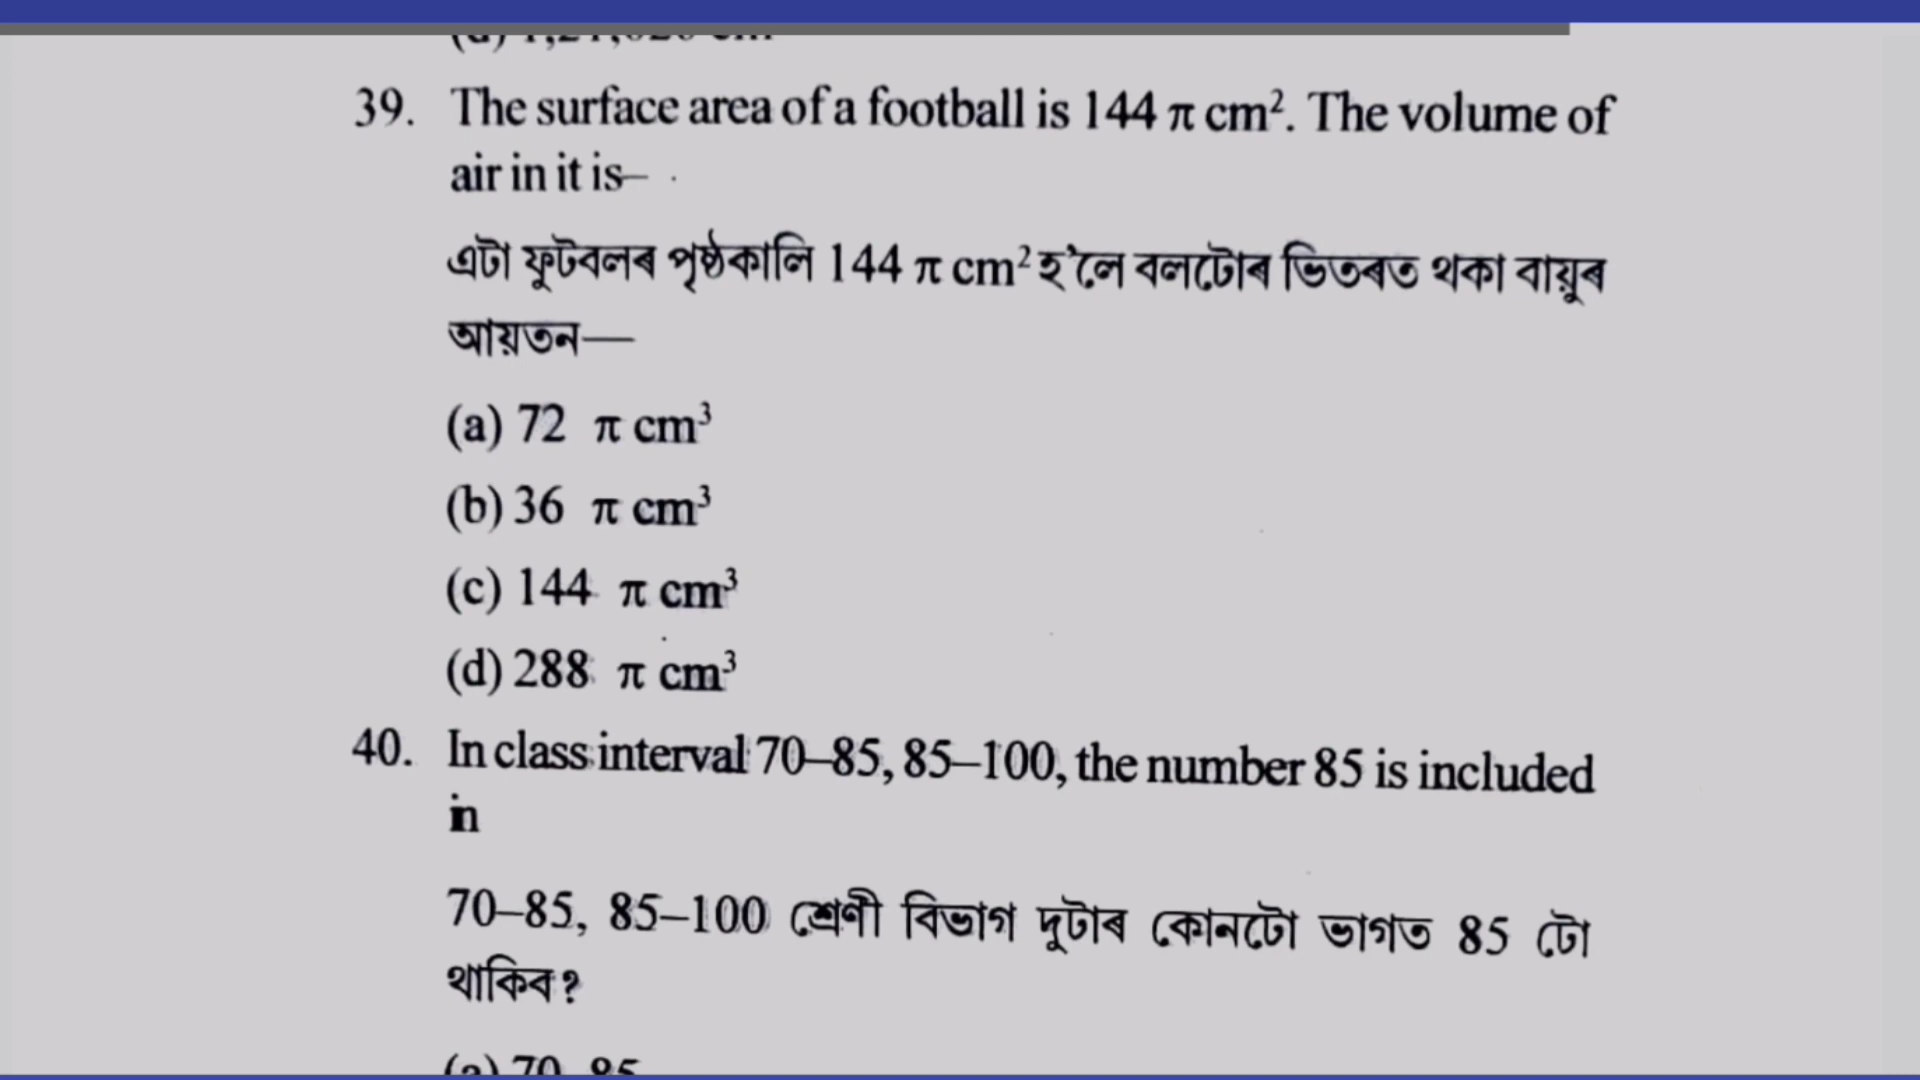 39. The surface area of a football is 144 π cm². The volume of
air in it is–
এটা ফুটবলৰ পৃষ্ঠকালি 144 π cm² হ’লে বলটোৰ ভিতৰত থকা বায়ুৰ
আয়তন—
(a) 72 π cm³
(b) 36 π cm³
(c) 144 π cm³
(d) 288 π cm³
40. In class interval 70–85, 85–100, the number 85 is included
in
70–85, 85–100 শ্ৰেণী বিভাগ দুটাৰ কোনটো ভাগত 85 টো
থাকিব?
(a) 70–85